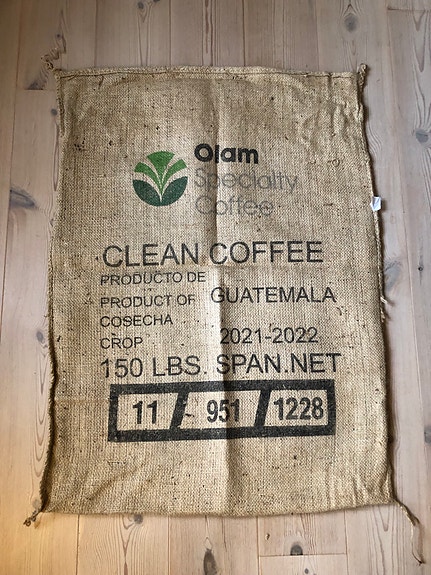 Olam
Specialty
Coffee
CLEAN COFFEE
PRODUCTO DE
PRODUCT OF GUATEMALA
COSECHA
CROP 2021-2022
150 LBS. SPAN.NET
11 / 951 / 1228